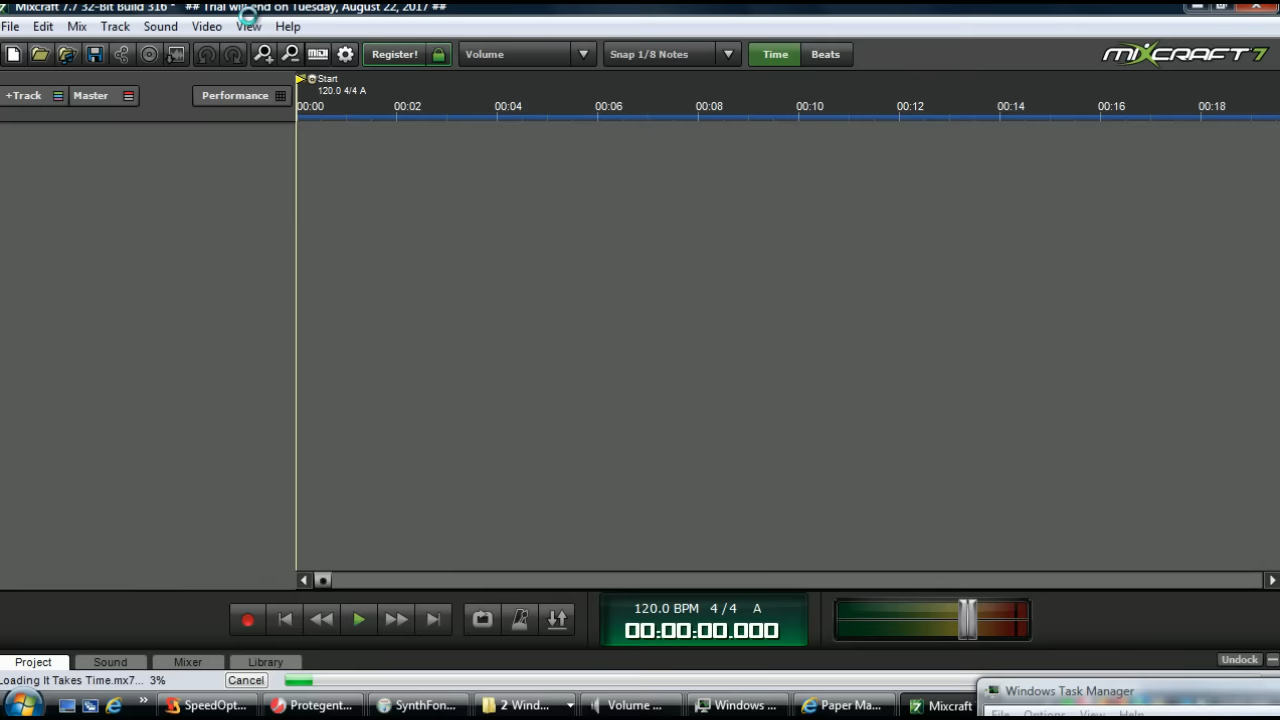 Mixcraft 7.7 32-Bit Build 316 * ## Trial will end on Tuesday, August 22, 2017 ##
File Edit Mix Track Sound Video View Help
Register! Volume Snap 1/8 Notes Time Beats MIXCRAFT 7
+Track Master Performance
Start
120.0 4/4 A
00:00 00:02 00:04 00:06 00:08 00:10 00:12 00:14 00:16 00:18
120.0 BPM 4/4 A
00:00:00.000
Project Sound Mixer Library Undock
Loading It Takes Time.mx7... 3% Cancel
Windows Task Manager
SpeedOpt... Protegent... SynthFon... 2 Wind... Volume ... Windows ... Paper Ma... Mixcraft
File Options View Help